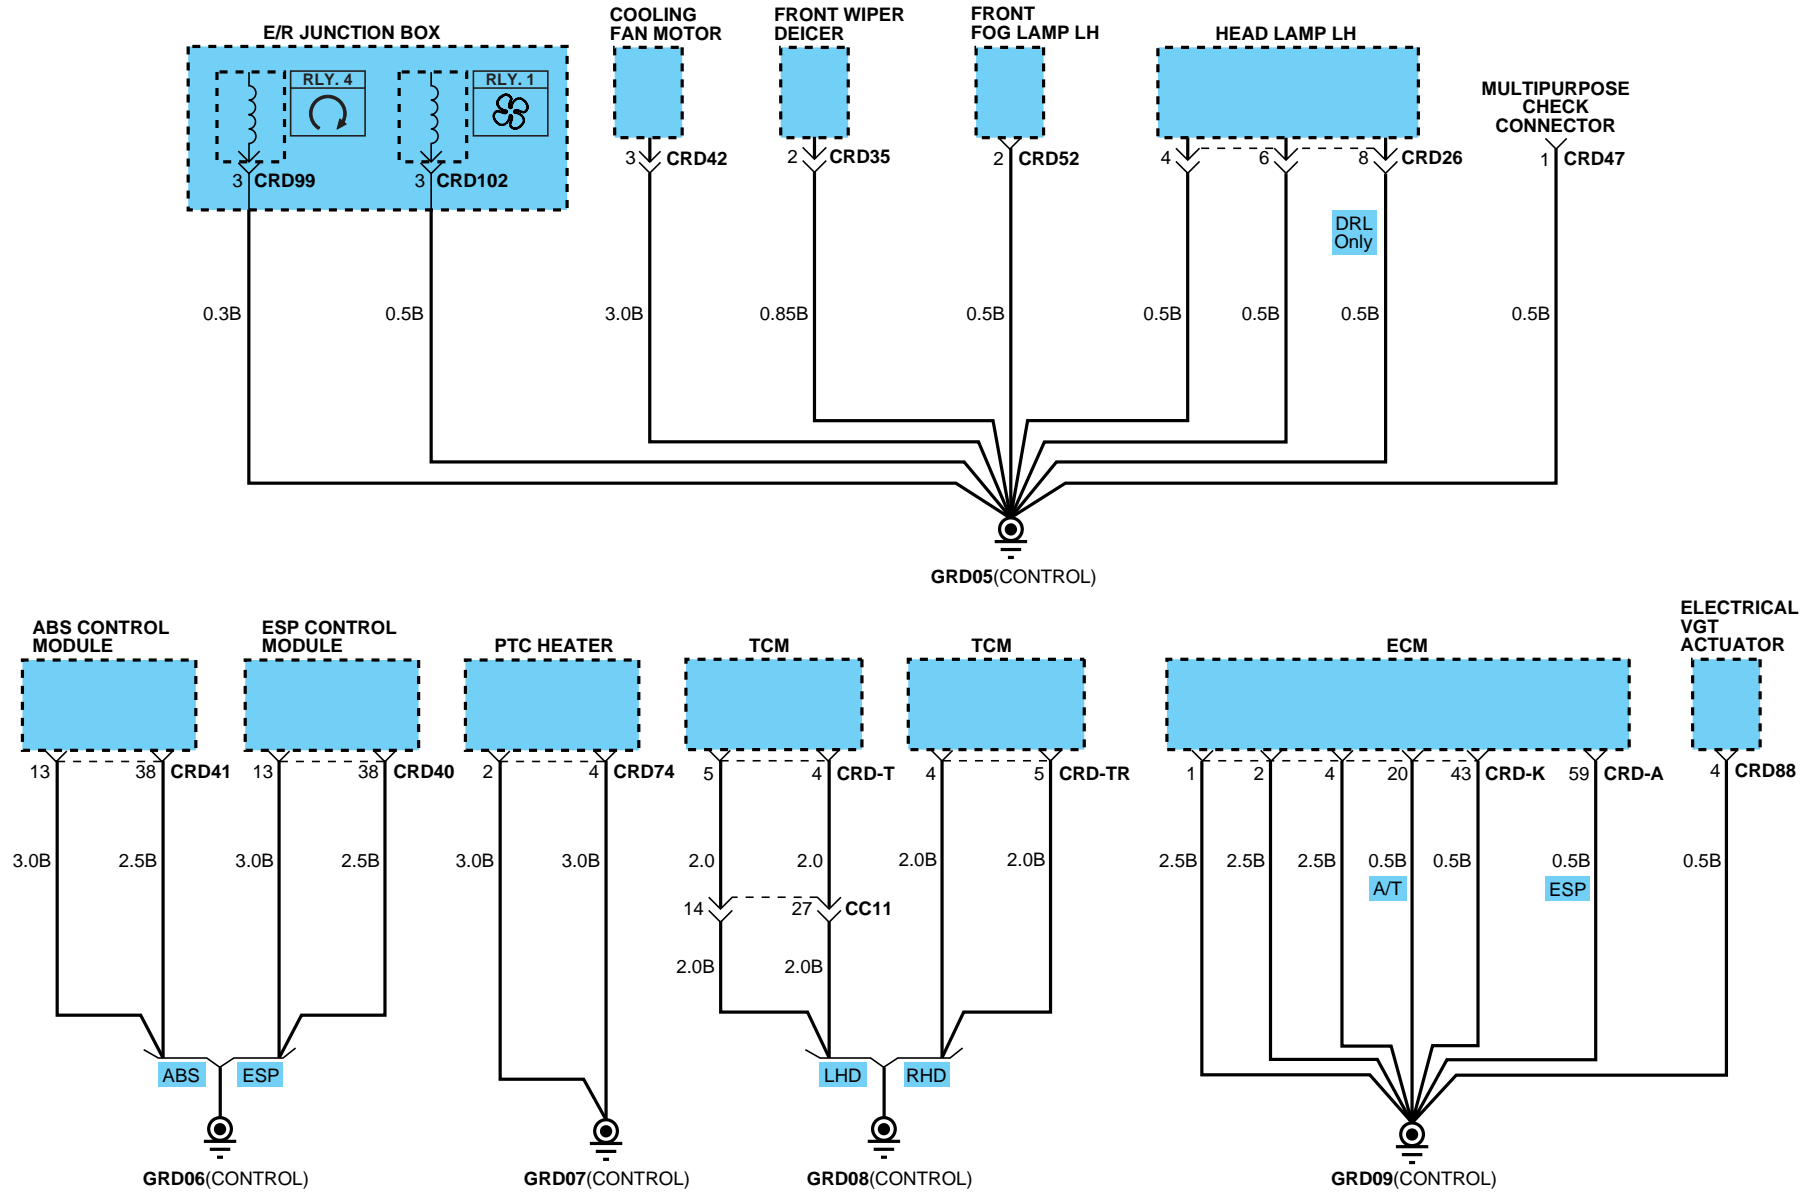 E/R JUNCTION BOX
COOLING
FAN MOTOR
FRONT WIPER
DEICER
FRONT
FOG LAMP LH
HEAD LAMP LH
MULTIPURPOSE
CHECK
CONNECTOR
RLY. 4
RLY. 1
3 CRD99
3 CRD102
3 CRD42
2 CRD35
2 CRD52
4 6 8 CRD26
1 CRD47
DRL
Only
0.3B 0.5B 3.0B 0.85B 0.5B 0.5B 0.5B 0.5B 0.5B
GRD05(CONTROL)
ABS CONTROL
MODULE
ESP CONTROL
MODULE
PTC HEATER
TCM
TCM
ECM
ELECTRICAL
VGT
ACTUATOR
13 38 CRD41
13 38 CRD40
2 4 CRD74
5 4 CRD-T
4 5 CRD-TR
1 2 4 20 43 CRD-K
59 CRD-A
4 CRD88
3.0B 2.5B 3.0B 2.5B 3.0B 3.0B 2.0 2.0 2.0B 2.0B 2.5B 2.5B 2.5B 0.5B 0.5B 0.5B 0.5B
A/T
ESP
14 27 CC11
2.0B 2.0B
ABS
ESP
LHD
RHD
GRD06(CONTROL)
GRD07(CONTROL)
GRD08(CONTROL)
GRD09(CONTROL)